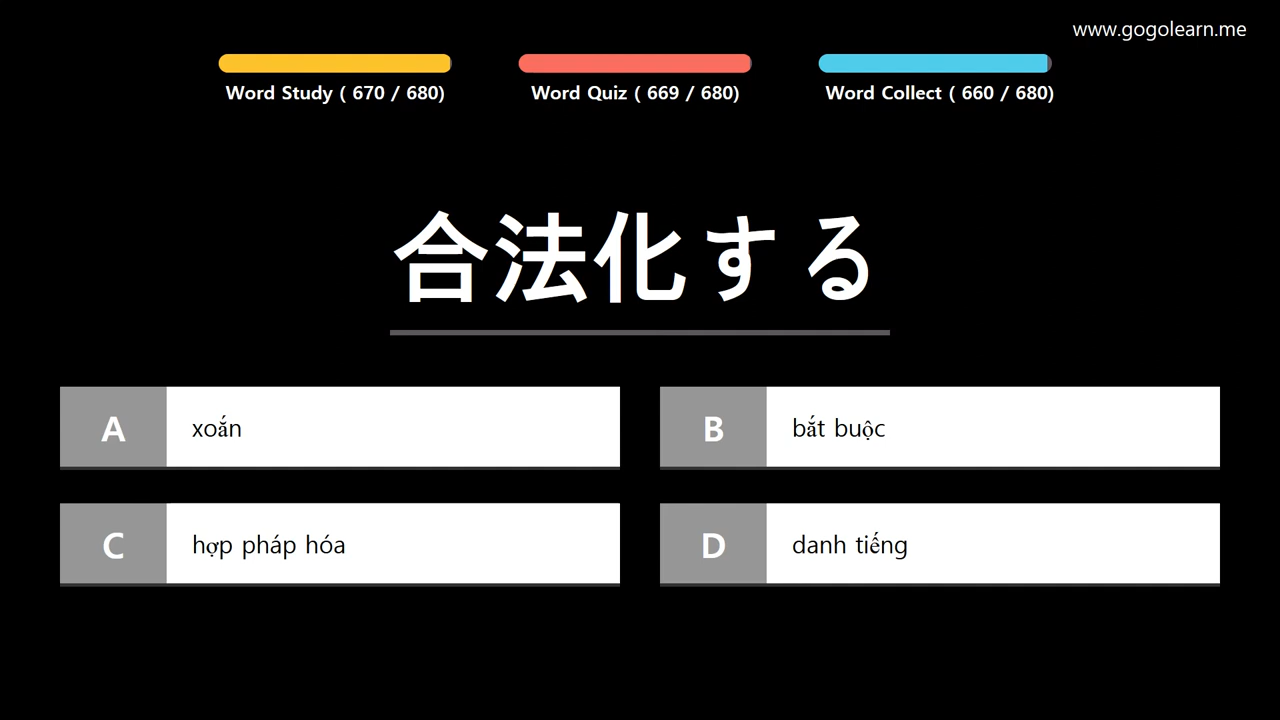 www.gogolearn.me
Word Study ( 670 / 680)
Word Quiz ( 669 / 680)
Word Collect ( 660 / 680)
合法化する
A
xoắn
B
bắt buộc
C
hợp pháp hóa
D
danh tiếng